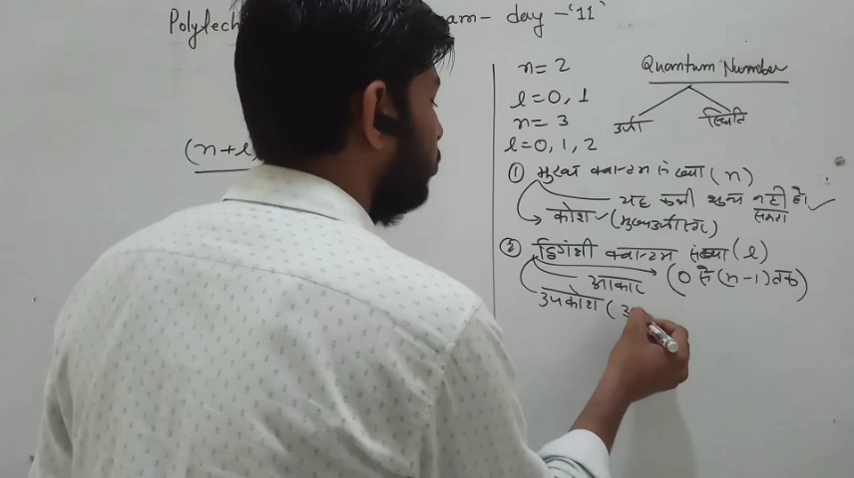 Polytech am- day -'11'
(n+l
n=2
l=0, 1
n=3
l=0, 1, 2
Quantum Number
ऊर्जा स्थिति
① मुख्य क्वान्टम संख्या (n)
यह कभी शून्य नही हो
सकता
कोश (मुख्यऊर्जास्तर)
② द्विगंशी क्वान्टम संख्या (l)
आकार (0 से (n-1) तक)
उपकोश (